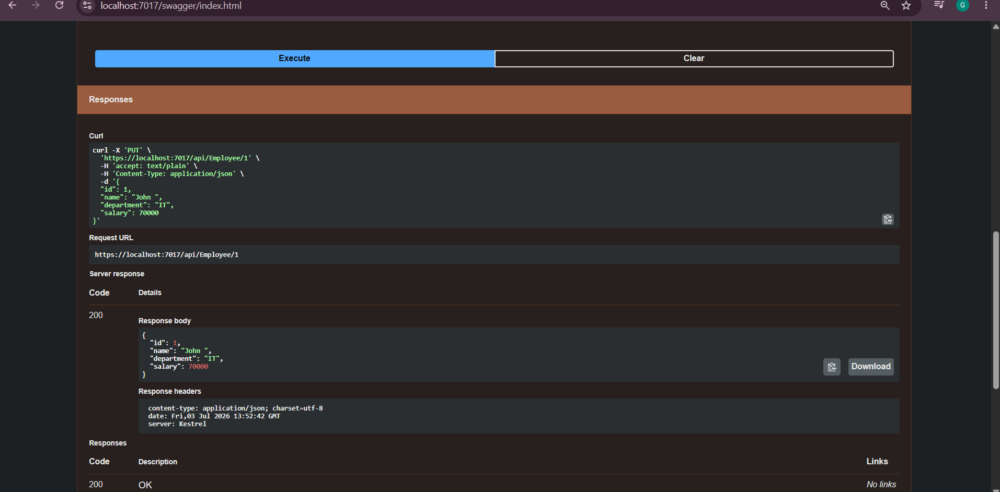 localhost:7017/swagger/index.html
G
Execute
Clear
Responses
Curl
curl -X 'PUT' \
'https://localhost:7017/api/Employee/1' \
-H 'accept: text/plain' \
-H 'Content-Type: application/json' \
-d '{
"id": 1,
"name": "John ",
"department": "IT",
"salary": 70000
}'
Request URL
https://localhost:7017/api/Employee/1
Server response
Code Details
200
Response body
{
"id": 1,
"name": "John ",
"department": "IT",
"salary": 70000
}
Download
Response headers
content-type: application/json; charset=utf-8
date: Fri,03 Jul 2026 13:52:42 GMT
server: Kestrel
Responses
Code Description Links
200 OK No links